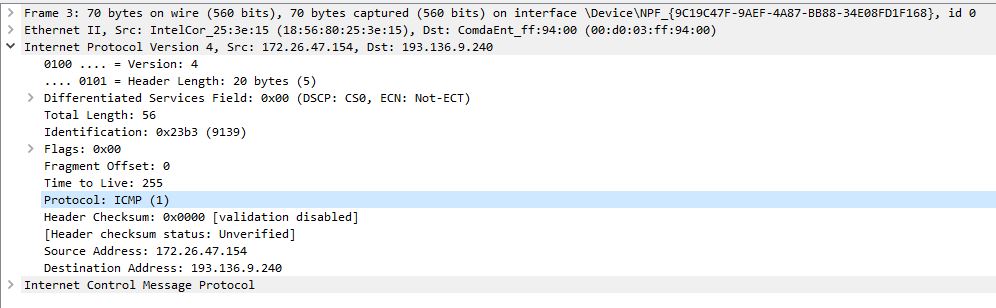 Frame 3: 70 bytes on wire (560 bits), 70 bytes captured (560 bits) on interface \Device\NPF_{9C19C47F-9AEF-4A87-BB88-34E08FD1F168}, id 0
Ethernet II, Src: IntelCor_25:3e:15 (18:56:80:25:3e:15), Dst: ComdaEnt_ff:94:00 (00:d0:03:ff:94:00)
Internet Protocol Version 4, Src: 172.26.47.154, Dst: 193.136.9.240
0100 .... = Version: 4
.... 0101 = Header Length: 20 bytes (5)
Differentiated Services Field: 0x00 (DSCP: CS0, ECN: Not-ECT)
Total Length: 56
Identification: 0x23b3 (9139)
Flags: 0x00
Fragment Offset: 0
Time to Live: 255
Protocol: ICMP (1)
Header Checksum: 0x0000 [validation disabled]
[Header checksum status: Unverified]
Source Address: 172.26.47.154
Destination Address: 193.136.9.240
Internet Control Message Protocol